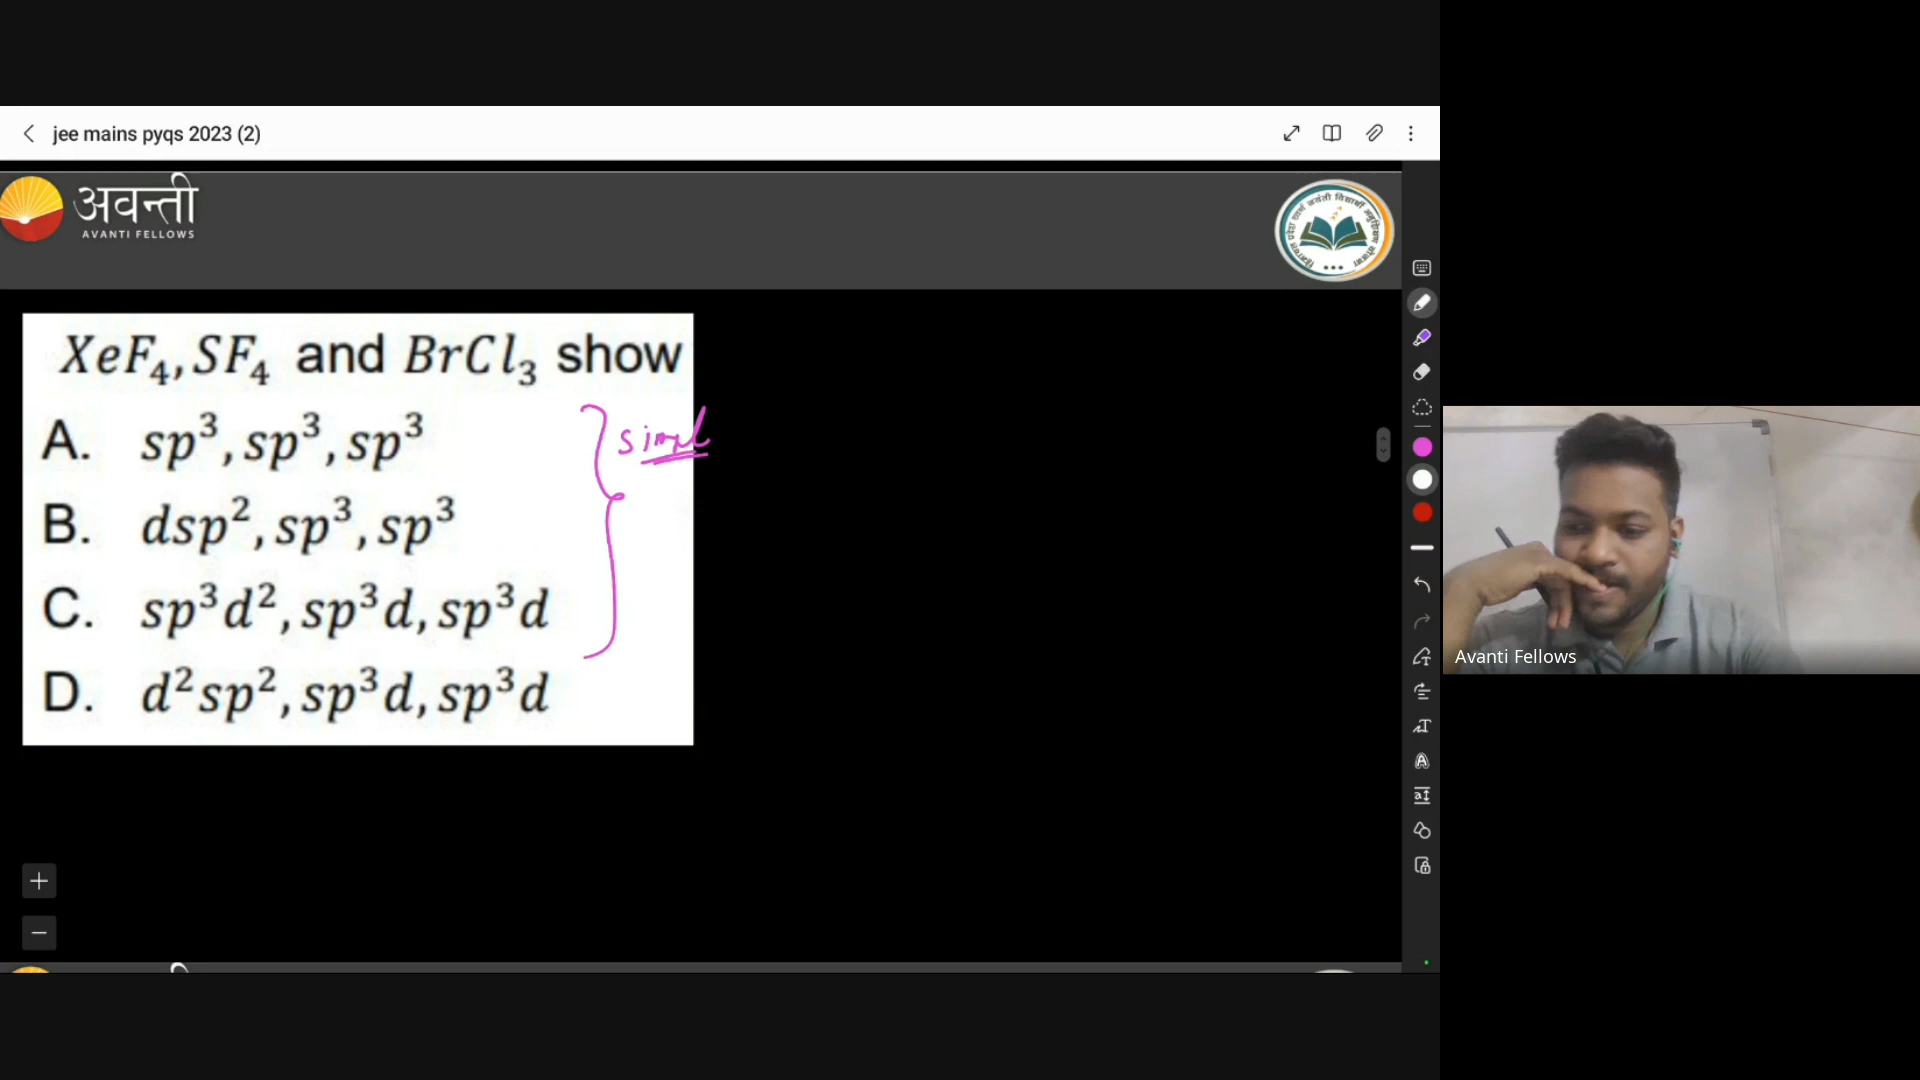 jee mains pyqs 2023 (2)
अवन्ती
AVANTI FELLOWS
XeF₄, SF₄ and BrCl₃ show
simpl
A. sp³, sp³, sp³
B. dsp², sp³, sp³
C. sp³d², sp³d, sp³d
D. d²sp², sp³d, sp³d
Avanti Fellows